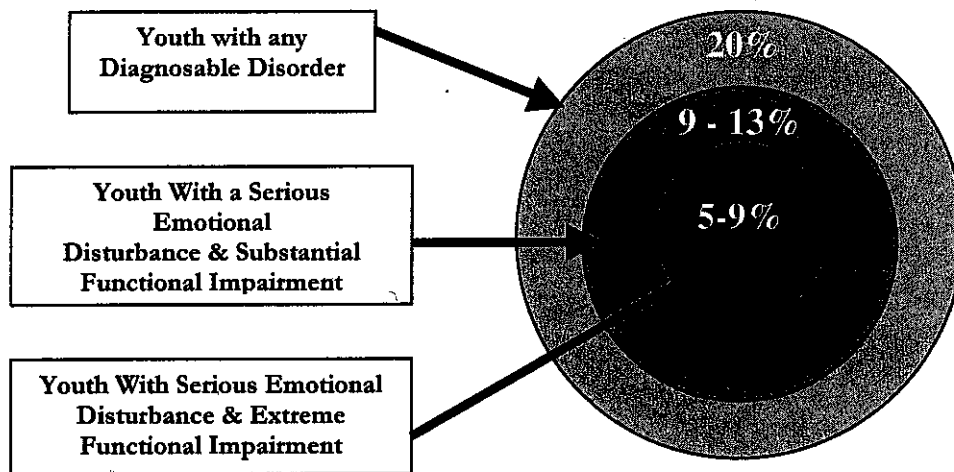 Youth with any
Diagnosable Disorder
20%
9 - 13%
Youth With a Serious
Emotional
Disturbance & Substantial
Functional Impairment
5-9%
Youth With Serious Emotional
Disturbance & Extreme
Functional Impairment